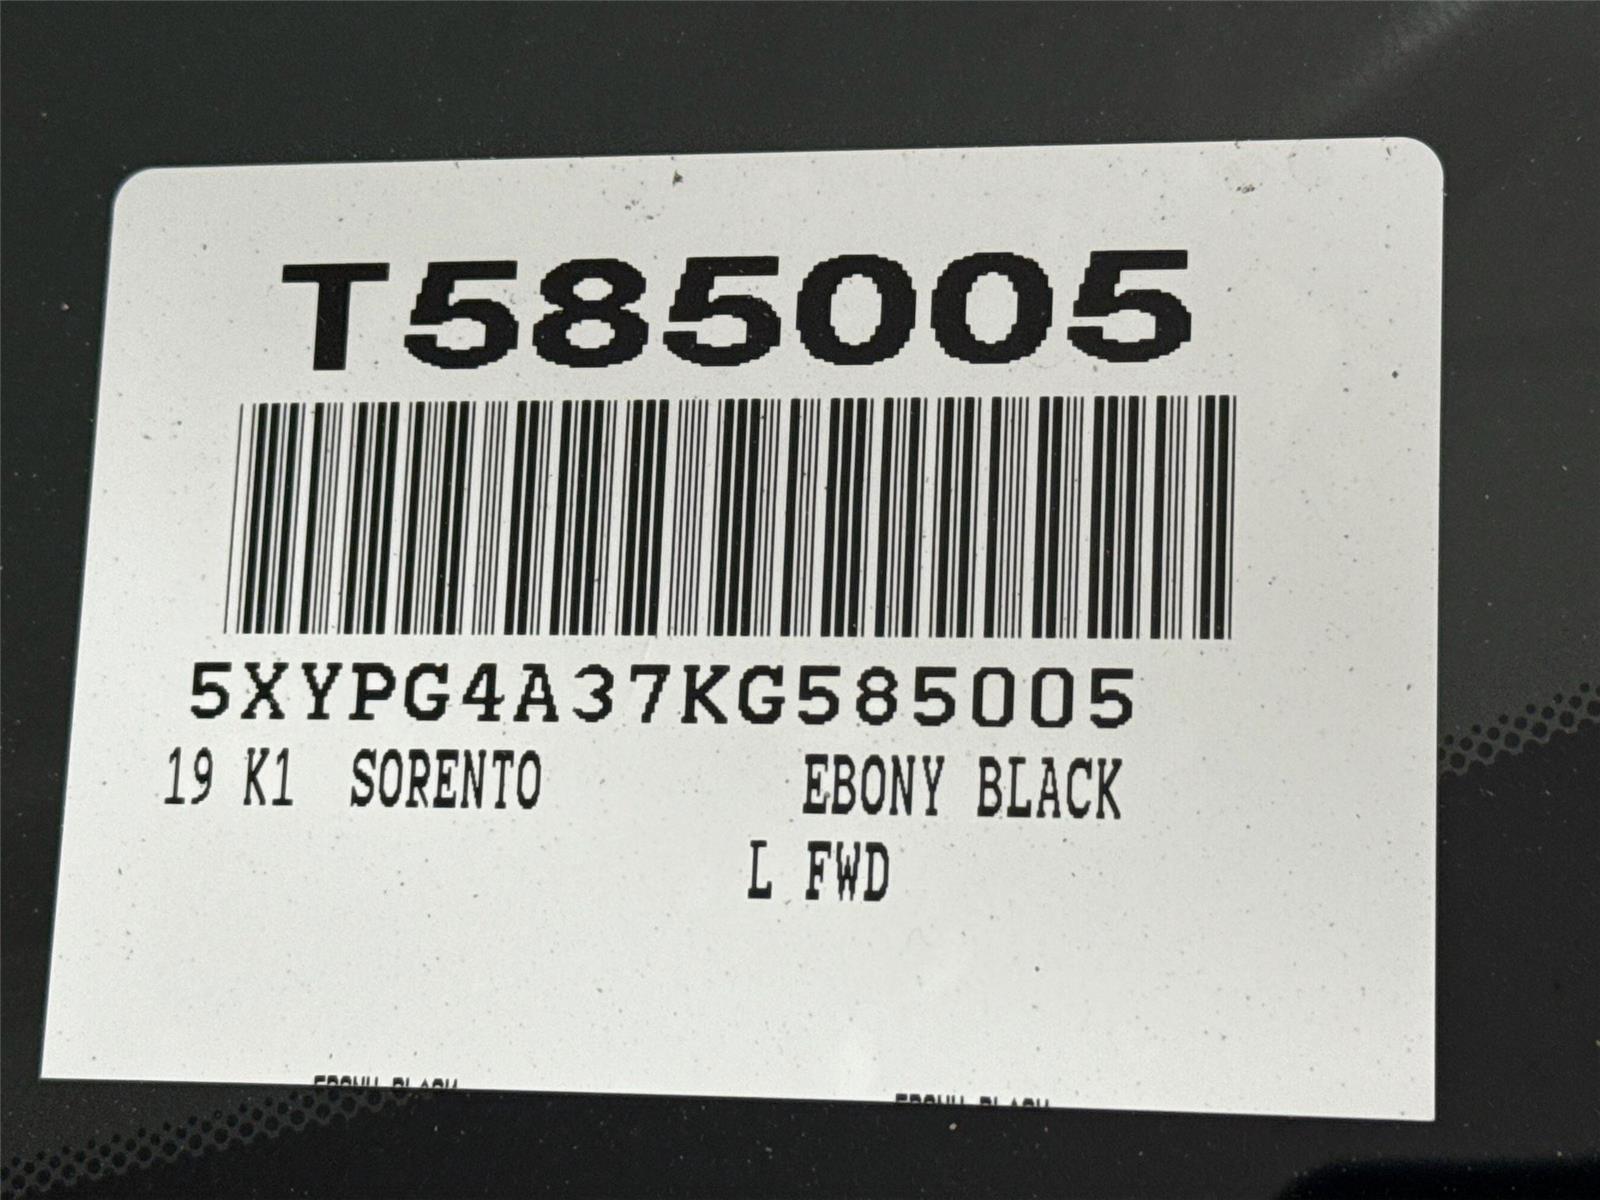 T585005
5XYPG4A37KG585005
19 K1 SORENTO EBONY BLACK
L FWD